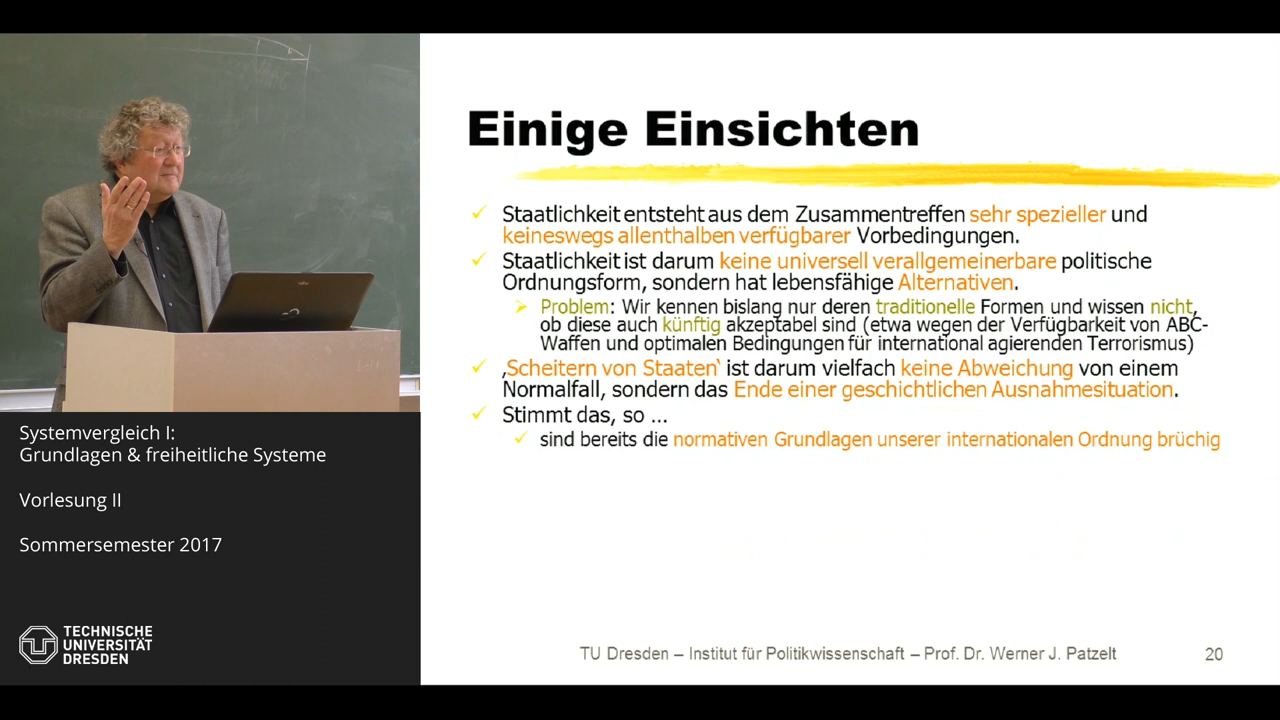 Einige Einsichten
Staatlichkeit entsteht aus dem Zusammentreffen sehr spezieller und
keineswegs allenthalben verfügbarer Vorbedingungen.
Staatlichkeit ist darum keine universell verallgemeinerbare politische
Ordnungsform, sondern hat lebensfähige Alternativen.
Problem: Wir kennen bislang nur deren traditionelle Formen und wissen nicht,
ob diese auch künftig akzeptabel sind (etwa wegen der Verfügbarkeit von ABC-
Waffen und optimalen Bedingungen für international agierenden Terrorismus)
‚Scheitern von Staaten‘ ist darum vielfach keine Abweichung von einem
Normalfall, sondern das Ende einer geschichtlichen Ausnahmesituation.
Stimmt das, so …
sind bereits die normativen Grundlagen unserer internationalen Ordnung brüchig
TU Dresden – Institut für Politikwissenschaft – Prof. Dr. Werner J. Patzelt
20
Systemvergleich I:
Grundlagen & freiheitliche Systeme
Vorlesung II
Sommersemester 2017
TECHNISCHE
UNIVERSITÄT
DRESDEN